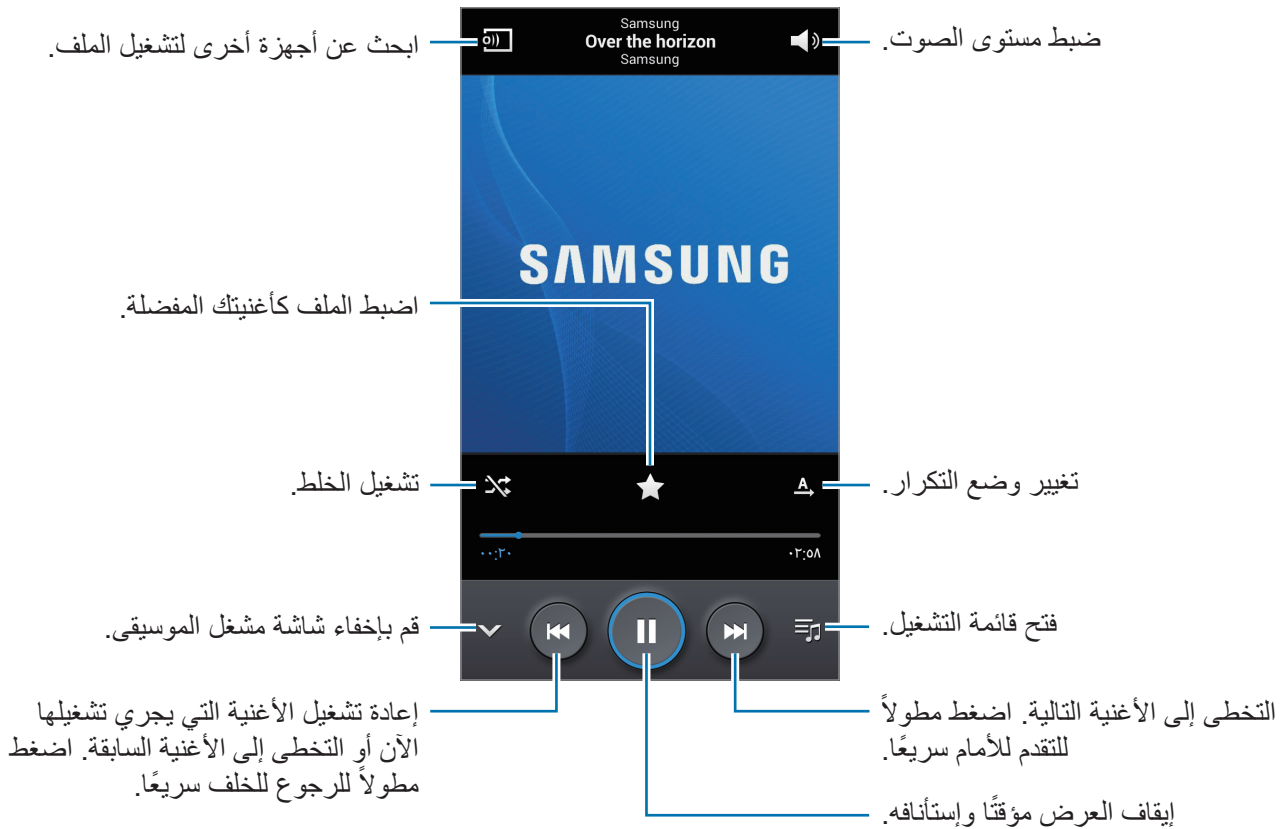 Samsung
Over the horizon
Samsung
ضبط مستوى الصوت.
ابحث عن أجهزة أخرى لتشغيل الملف.
SAMSUNG
اضبط الملف كأغنيتك المفضلة.
تغيير وضع التكرار.
A
تشغيل الخلط.
٠٠:٢٠
٠٢:٥٨
فتح قائمة التشغيل.
قم بإخفاء شاشة مشغل الموسيقى.
التخطى إلى الأغنية التالية. اضغط مطولاً
للتقدم للأمام سريعًا.
إعادة تشغيل الأغنية التي يجري تشغيلها
الآن أو التخطى إلى الأغنية السابقة. اضغط
مطولاً للرجوع للخلف سريعًا.
إيقاف العرض مؤقتًا وإستأنافه.